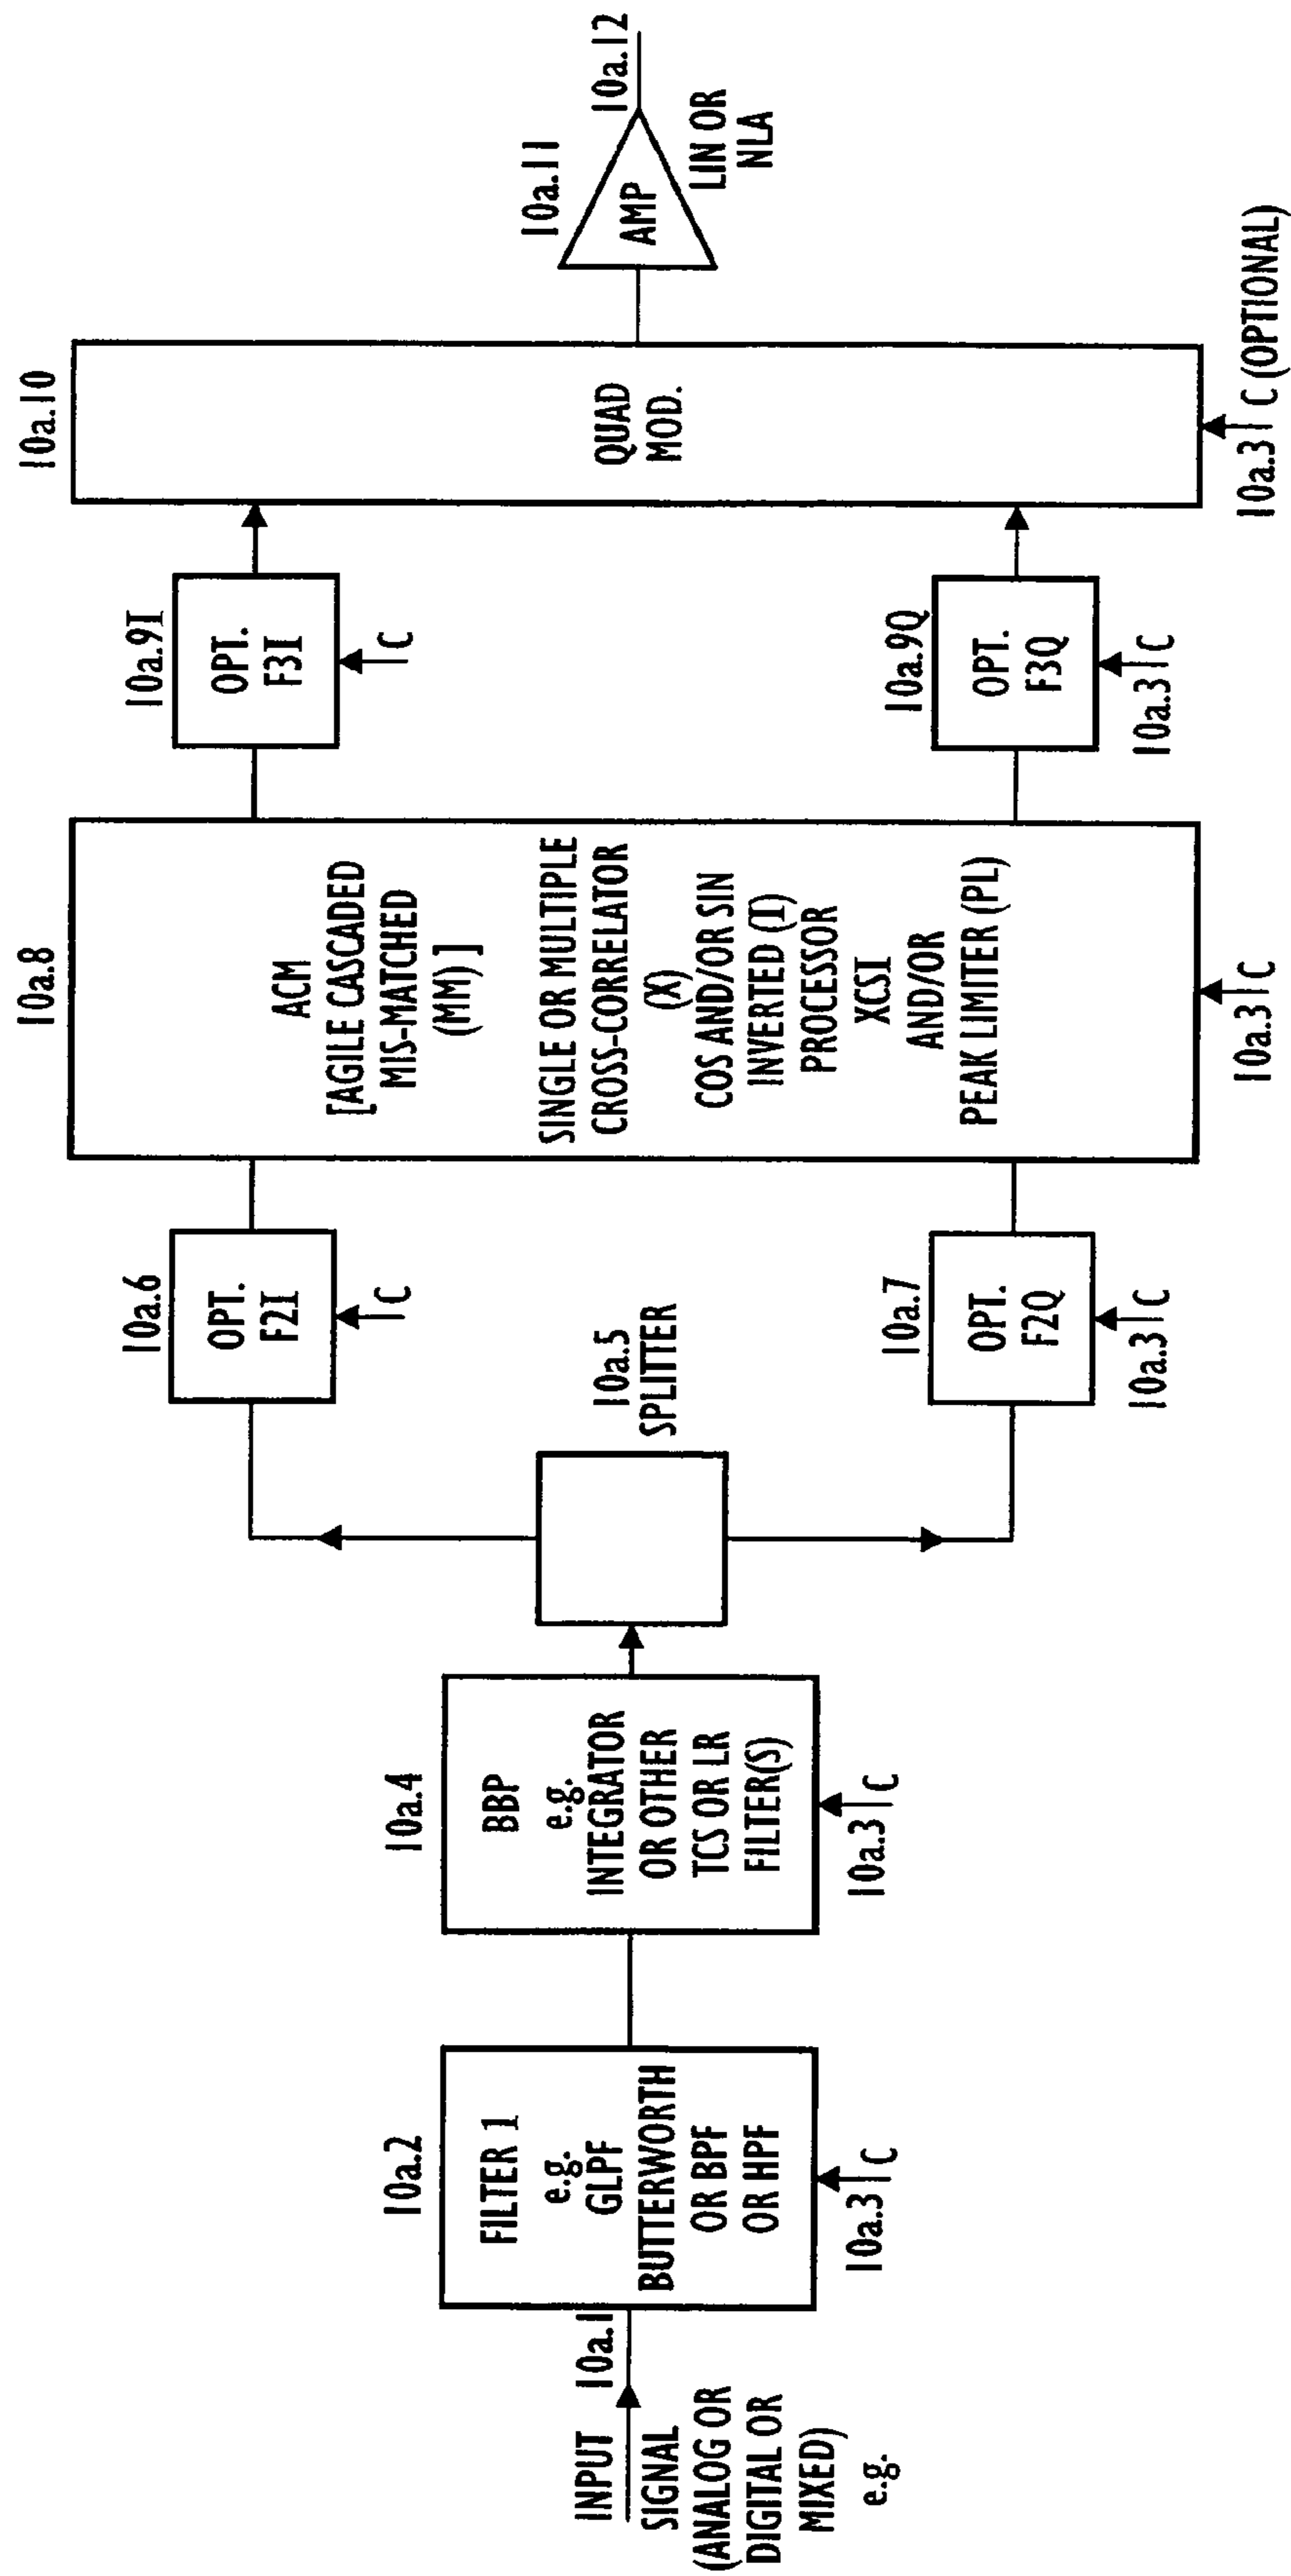 INPUT
SIGNAL
(ANALOG OR
DIGITAL OR
MIXED)
e.g.
10a.1
10a.2
FILTER 1
e.g.
GLPF
BUTTERWORTH
OR BPF
OR HPF
10a.3 C
10a.4
BBP
e.g.
INTEGRATOR
OR OTHER
TCS OR LR
FILTER(S)
10a.3 C
10a.5
SPLITTER
10a.6
OPT.
F2I
C
10a.7
OPT.
F2Q
10a.3 C
10a.8
ACM
[AGILE CASCADED
MIS-MATCHED
(MM) ]
SINGLE OR MULTIPLE
CROSS-CORRELATOR
(X)
COS AND/OR SIN
INVERTED (I)
PROCESSOR
XCSI
AND/OR
PEAK LIMITER (PL)
10a.3 C
10a.9I
OPT.
F3I
C
10a.9Q
OPT.
F3Q
10a.3 C
10a.10
QUAD
MOD.
10a.3 C (OPTIONAL)
10a.11
AMP
LIN OR
NLA
10a.12